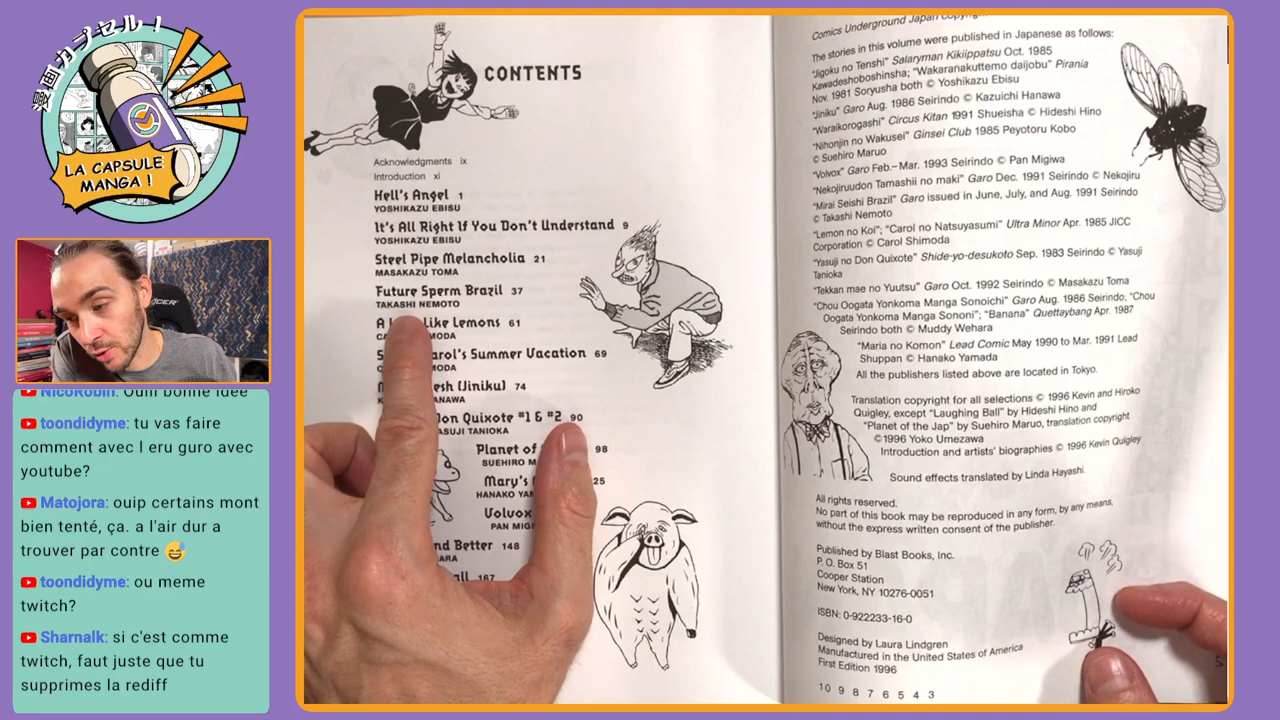 漫画カプセル！
LA CAPSULE
MANGA !
NicoRobin: Ouiii bonne idée
toondidyme: tu vas faire
comment avec l eru guro avec
youtube?
Matojora: ouip certains mont
bien tenté, ça. a l'air dur a
trouver par contre 😅
toondidyme: ou meme
twitch?
Sharnalk: si c'est comme
twitch, faut juste que tu
supprimes la rediff
CONTENTS
Acknowledgments ix
Introduction xi
Hell's Angel 1
YOSHIKAZU EBISU
It's All Right If You Don't Understand 9
YOSHIKAZU EBISU
Steel Pipe Melancholia 21
MASAKAZU TOMA
Future Sperm Brazil 37
TAKASHI NEMOTO
A Like Lemons 61
MODA
Carol's Summer Vacation 69
MODA
(Jiniku) 74
Don Quixote #1 & #2 90
ASUJI TANIOKA
Planet of 98
SUEHIRO M
Mary's 25
HANAKO YAM
Volvox
PAN MIG
nd Better 148
167
Comics Underground Japan
The stories in this volume were published in Japanese as follows:
"Jigoku no Tenshi" Salaryman Kikiippatsu Oct. 1985
Kawadeshoboshinsha; "Wakaranakuttemo daijobu" Pirania
Nov. 1981 Soryusha both © Yoshikazu Ebisu
"Jiniku" Garo Aug. 1986 Seirindo © Kazuichi Hanawa
"Waraikorogashi" Circus Kitan 1991 Shueisha © Hideshi Hino
"Nihonjin no Wakusei" Ginsei Club 1985 Peyotoru Kobo
© Suehiro Maruo
"Volvox" Garo Feb.–Mar. 1993 Seirindo © Pan Migiwa
"Nekojiruudon Tamashii no maki" Garo Dec. 1991 Seirindo © Nekojiru
"Mirai Seishi Brazil" Garo issued in June, July, and Aug. 1991 Seirindo
© Takashi Nemoto
"Lemon no Koi"; "Carol no Natsuyasumi" Ultra Minor Apr. 1985 JICC
Corporation © Carol Shimoda
"Yasuji no Don Quixote" Shide-yo-desukoto Sep. 1983 Seirindo © Yasuji
Tanioka
"Tekkan mae no Yuutsu" Garo Oct. 1992 Seirindo © Masakazu Toma
"Chou Oogata Yonkoma Manga Sonoichi" Garo Aug. 1986 Seirindo; "Chou
Oogata Yonkoma Manga Sononi"; "Banana" Quettaybang Apr. 1987
Seirindo both © Muddy Wehara
"Maria no Komon" Lead Comic May 1990 to Mar. 1991 Lead
Shuppan © Hanako Yamada
All the publishers listed above are located in Tokyo.
Translation copyright for all selections © 1996 Kevin and Hiroko
Quigley, except "Laughing Ball" by Hideshi Hino and
"Planet of the Jap" by Suehiro Maruo, translation copyright
©1996 Yoko Umezawa
Introduction and artists' biographies © 1996 Kevin Quigley
Sound effects translated by Linda Hayashi.
All rights reserved.
No part of this book may be reproduced in any form, by any means,
without the express written consent of the publisher.
Published by Blast Books, Inc.
P. O. Box 51
Cooper Station
New York, NY 10276-0051
ISBN: 0-922233-16-0
Designed by Laura Lindgren
Manufactured in the United States of America
First Edition 1996
10 9 8 7 6 5 4 3